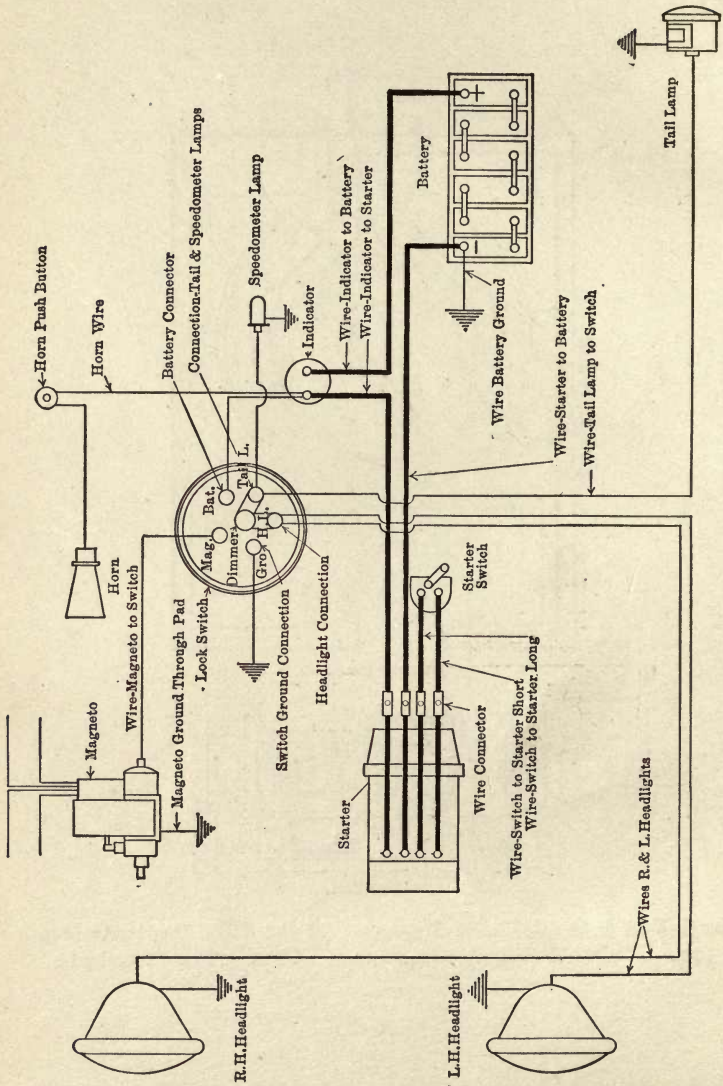 Horn Push Button
Horn Wire
Battery Connector
Connection-Tail & Speedometer Lamps
Speedometer Lamp
Indicator
Wire-Indicator to Battery
Wire-Indicator to Starter
Battery
+
-
Wire Battery Ground
Tail Lamp
Wire-Starter to Battery
Wire-Tail Lamp to Switch
Horn
Wire-Magneto to Switch
Magneto
Magneto Ground Through Pad
Lock Switch
Mag.
Bat.
Tail L.
Dimmer
H.L.
Gro.
Switch Ground Connection
Headlight Connection
Starter
Starter
Switch
Wire Connector
Wire-Switch to Starter Short
Wire-Switch to Starter Long
Wires R.& L.Headlights
R.H.Headlight
L.H.Headlight